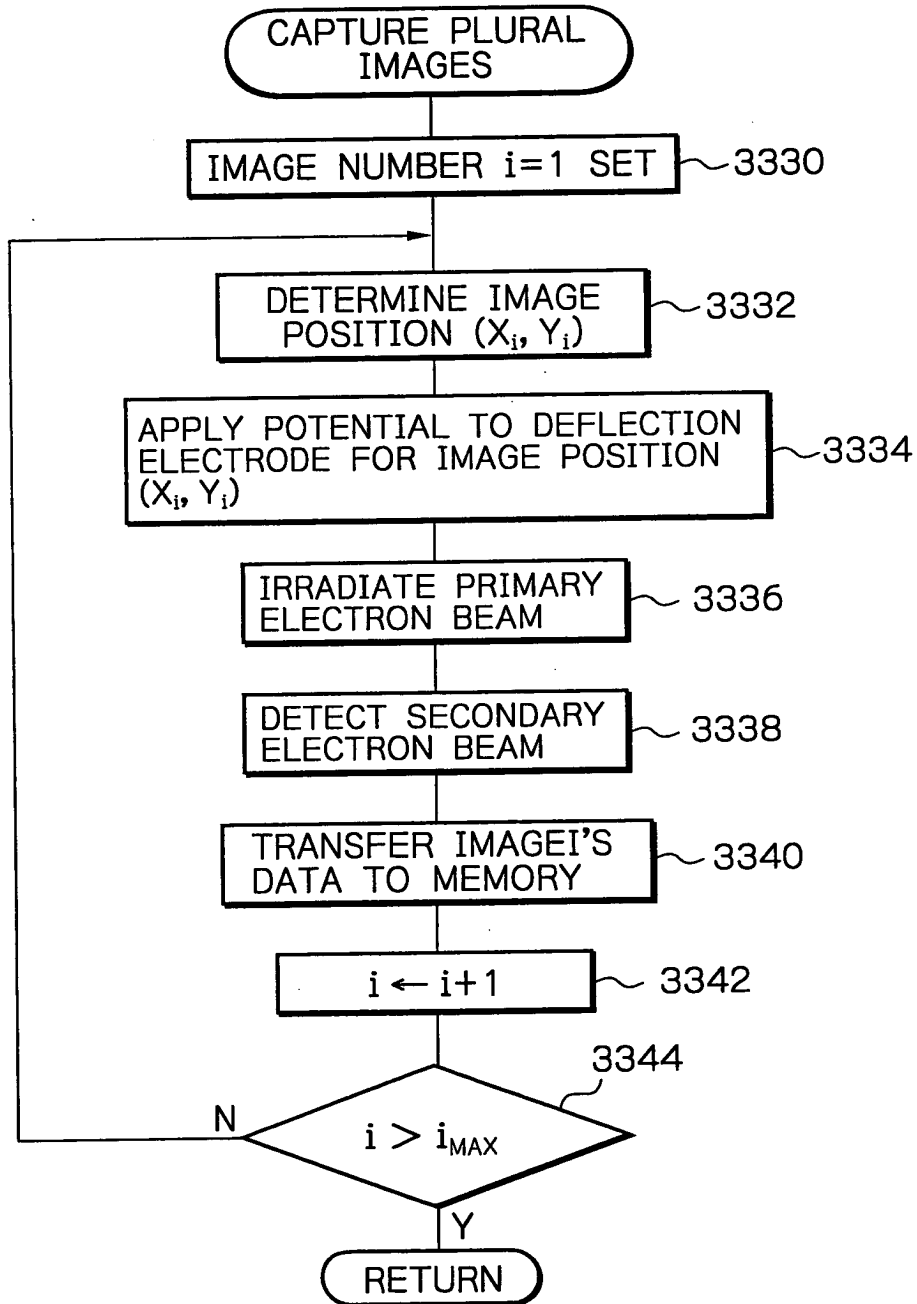 CAPTURE PLURAL
IMAGES
IMAGE NUMBER i=1 SET
3330
DETERMINE IMAGE
POSITION (Xi, Yi)
3332
APPLY POTENTIAL TO DEFLECTION
ELECTRODE FOR IMAGE POSITION
(Xi, Yi)
3334
IRRADIATE PRIMARY
ELECTRON BEAM
3336
DETECT SECONDARY
ELECTRON BEAM
3338
TRANSFER IMAGEI'S
DATA TO MEMORY
3340
i ← i+1
3342
3344
N
i > iMAX
Y
RETURN